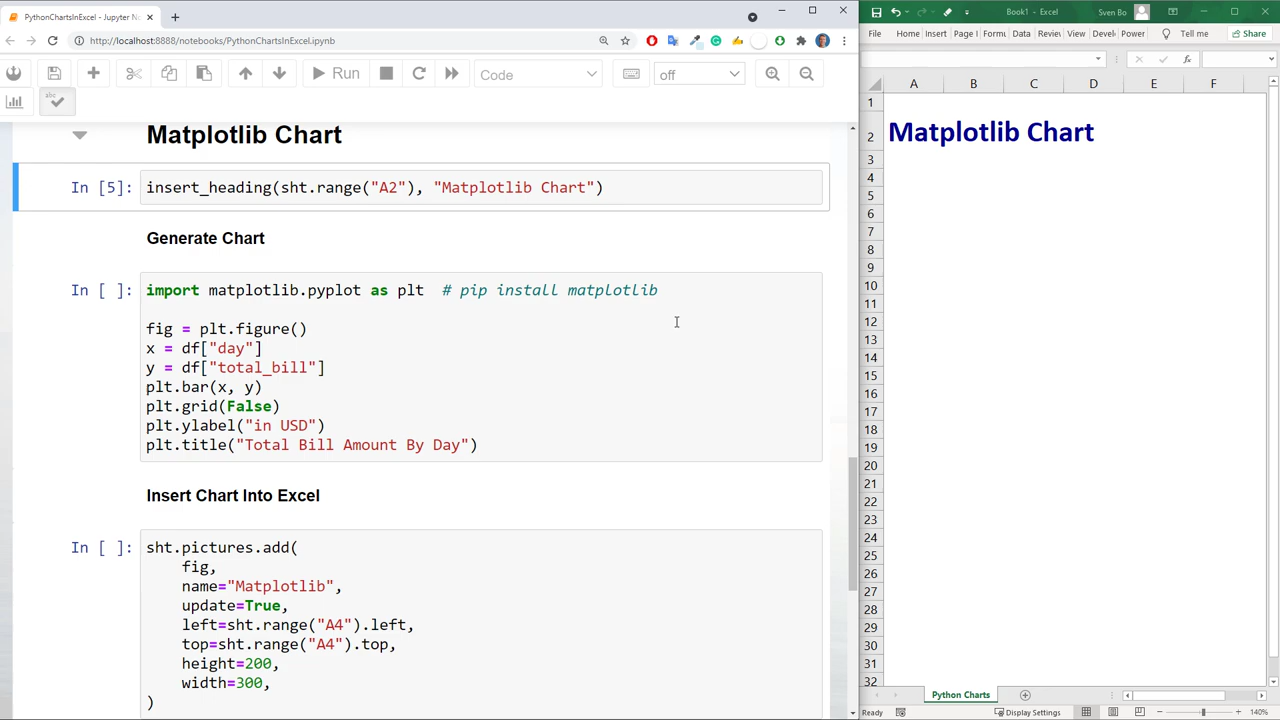 PythonChartsInExcel - Jupyter No
http://localhost:8888/notebooks/PythonChartsInExcel.ipynb
Run
Code
off
abc
Matplotlib Chart
In [5]: insert_heading(sht.range("A2"), "Matplotlib Chart")
Generate Chart
In [ ]: import matplotlib.pyplot as plt  # pip install matplotlib
fig = plt.figure()
x = df["day"]
y = df["total_bill"]
plt.bar(x, y)
plt.grid(False)
plt.ylabel("in USD")
plt.title("Total Bill Amount By Day")
Insert Chart Into Excel
In [ ]: sht.pictures.add(
fig,
name="Matplotlib",
update=True,
left=sht.range("A4").left,
top=sht.range("A4").top,
height=200,
width=300,
)
Book1 - Excel
Sven Bo
File Home Insert Page l Formu Data Review View Develo Power Tell me Share
fx
A B C D E F
1
2 Matplotlib Chart
3
4
5
6
7
8
9
10
11
12
13
14
15
16
17
18
19
20
21
22
23
24
25
26
27
28
29
30
31
32
Python Charts
Ready Display Settings 140%